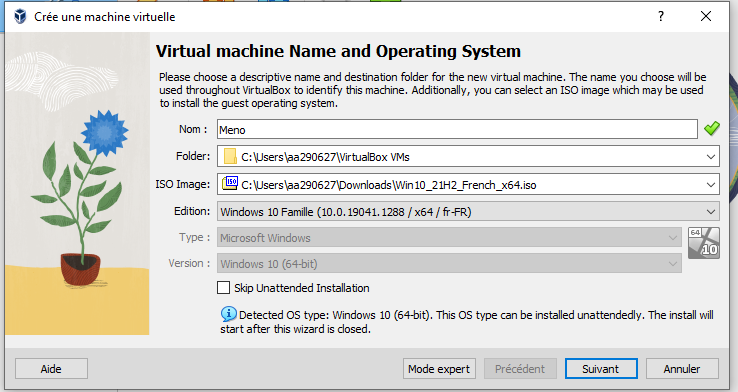 Crée une machine virtuelle
Virtual machine Name and Operating System
Please choose a descriptive name and destination folder for the new virtual machine. The name you choose will be
used throughout VirtualBox to identify this machine. Additionally, you can select an ISO image which may be used
to install the guest operating system.
Nom : Meno
Folder: C:\Users\aa290627\VirtualBox VMs
ISO Image: ISO C:\Users\aa290627\Downloads\Win10_21H2_French_x64.iso
Edition: Windows 10 Famille (10.0.19041.1288 / x64 / fr-FR)
Type : Microsoft Windows 64
Version : Windows 10 (64-bit) 10
Skip Unattended Installation
Detected OS type: Windows 10 (64-bit). This OS type can be installed unattendedly. The install will
start after this wizard is closed.
Aide Mode expert Précédent Suivant Annuler